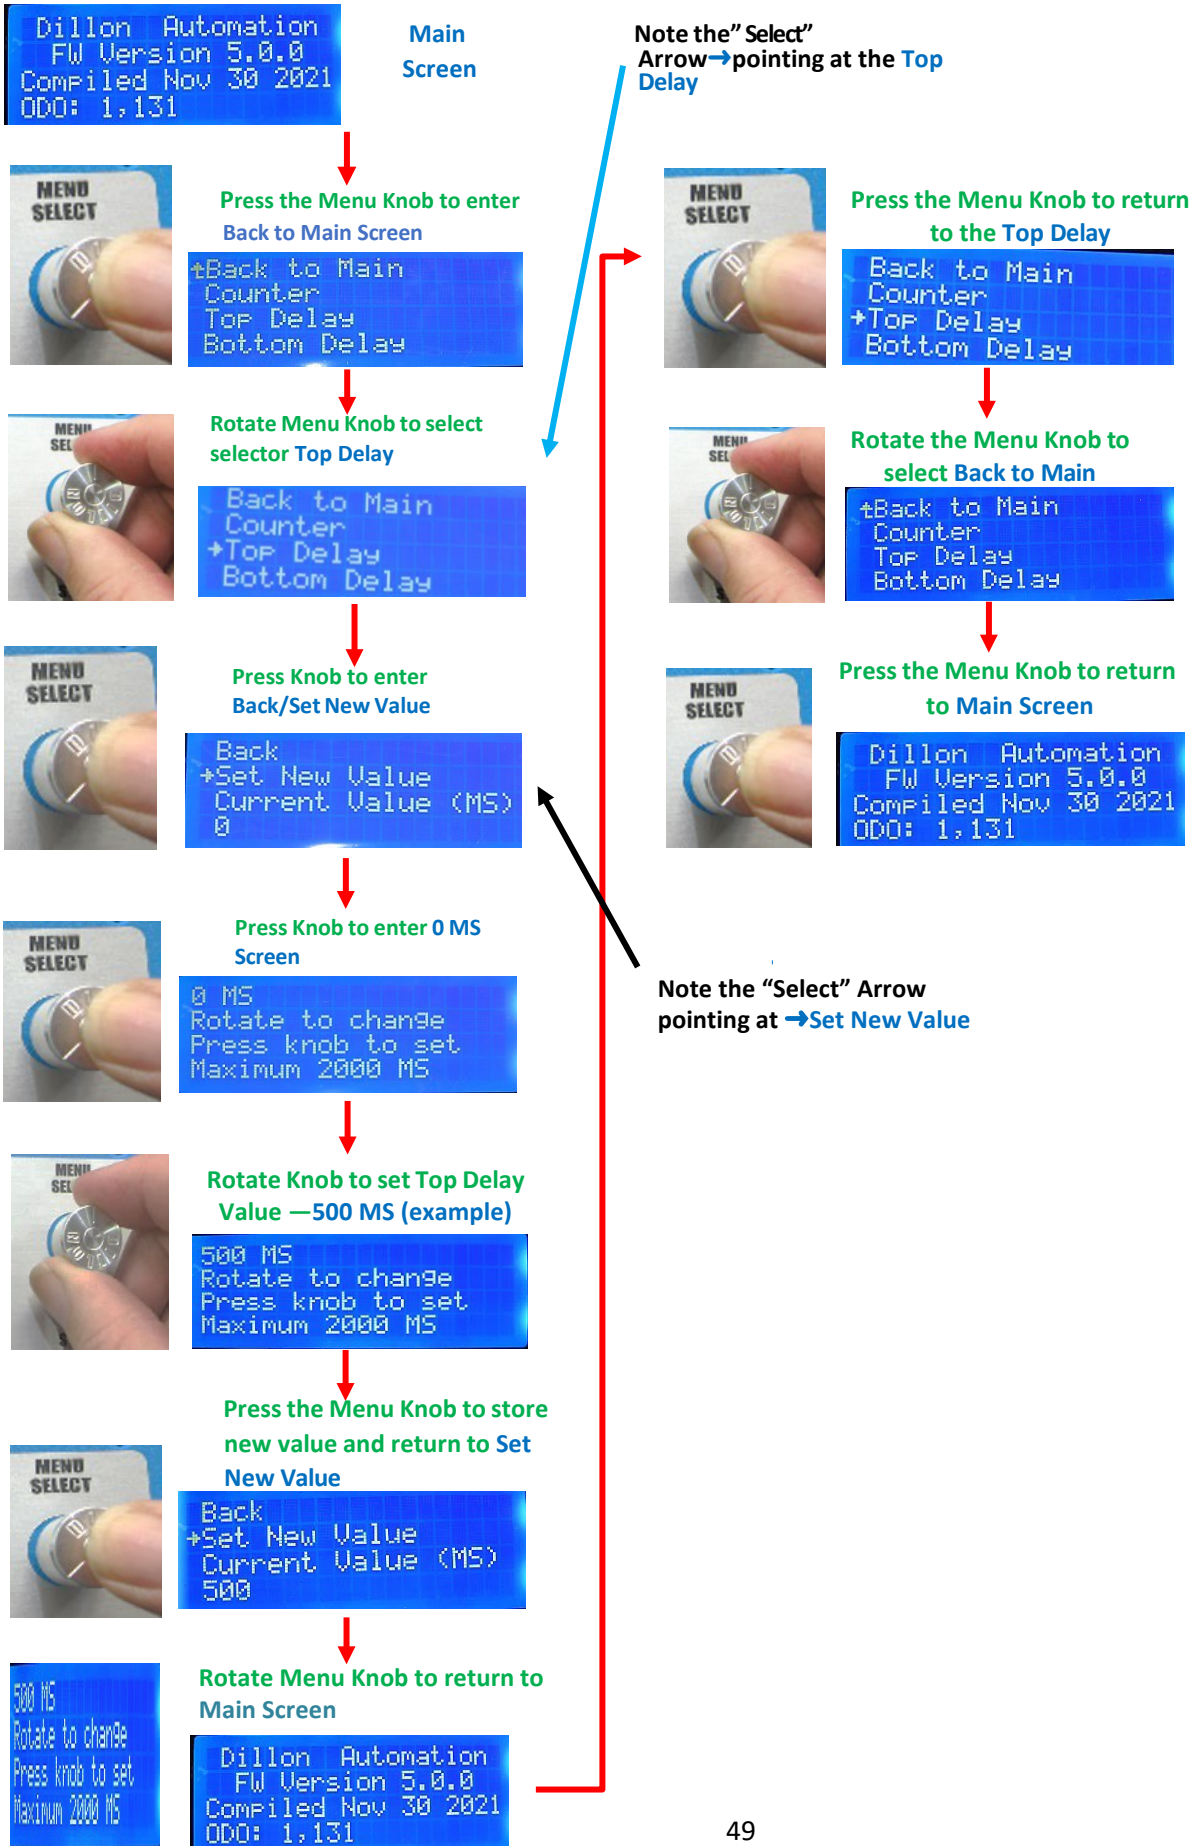 Dillon Automation
FW Version 5.0.0
Compiled Nov 30 2021
ODO: 1,131
Main
Screen
Note the” Select”
Arrow➔pointing at the Top
Delay
MENU
SELECT
Press the Menu Knob to enter
Back to Main Screen
Back to Main
Counter
Top Delay
Bottom Delay
MENU
SEL
Rotate Menu Knob to select
selector Top Delay
Back to Main
Counter
➔Top Delay
Bottom Delay
MENU
SELECT
Press Knob to enter
Back/Set New Value
Back
➔Set New Value
Current Value (MS)
0
MENU
SELECT
Press Knob to enter 0 MS
Screen
0 MS
Rotate to change
Press knob to set
Maximum 2000 MS
MENU
SEL
Rotate Knob to set Top Delay
Value —500 MS (example)
500 MS
Rotate to change
Press knob to set
Maximum 2000 MS
MENU
SELECT
Press the Menu Knob to store
new value and return to Set
New Value
Back
➔Set New Value
Current Value (MS)
500
500 MS
Rotate to change
Press knob to set
Maximum 2000 MS
Rotate Menu Knob to return to
Main Screen
Dillon Automation
FW Version 5.0.0
Compiled Nov 30 2021
ODO: 1,131
MENU
SELECT
Press the Menu Knob to return
to the Top Delay
Back to Main
Counter
➔Top Delay
Bottom Delay
MENU
SEL
Rotate the Menu Knob to
select Back to Main
Back to Main
Counter
Top Delay
Bottom Delay
MENU
SELECT
Press the Menu Knob to return
to Main Screen
Dillon Automation
FW Version 5.0.0
Compiled Nov 30 2021
ODO: 1,131
Note the “Select” Arrow
pointing at ➔Set New Value
49